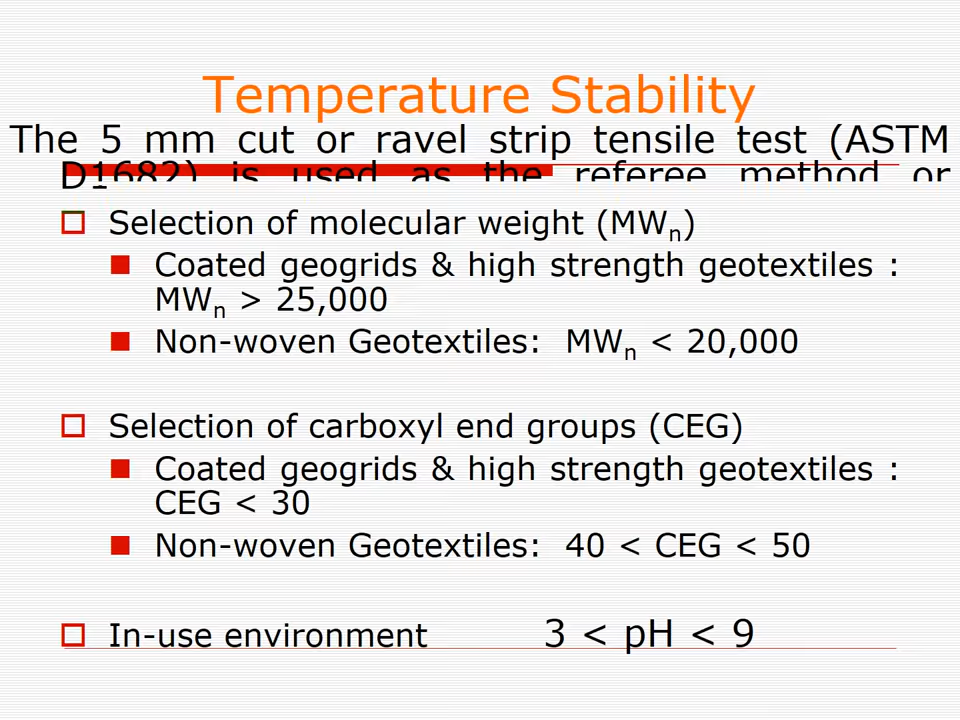 Temperature Stability
The 5 mm cut or ravel strip tensile test (ASTM
D1682) is used as the referee method or
Selection of molecular weight (MWn)
Coated geogrids & high strength geotextiles :
MWn > 25,000
Non-woven Geotextiles: MWn < 20,000
Selection of carboxyl end groups (CEG)
Coated geogrids & high strength geotextiles :
CEG < 30
Non-woven Geotextiles: 40 < CEG < 50
In-use environment 3 < pH < 9